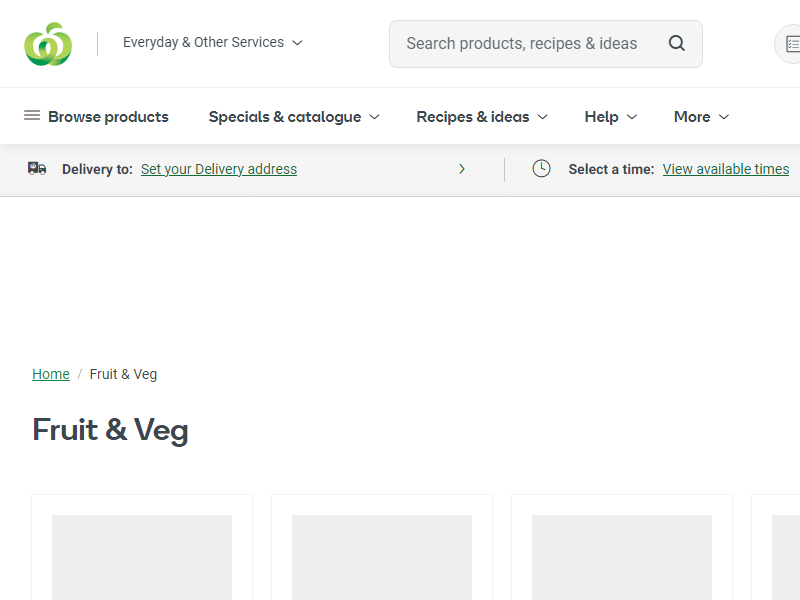 Everyday & Other Services
Search products, recipes & ideas
Browse products
Specials & catalogue
Recipes & ideas
Help
More
Delivery to: Set your Delivery address
Select a time: View available times
Home / Fruit & Veg
Fruit & Veg